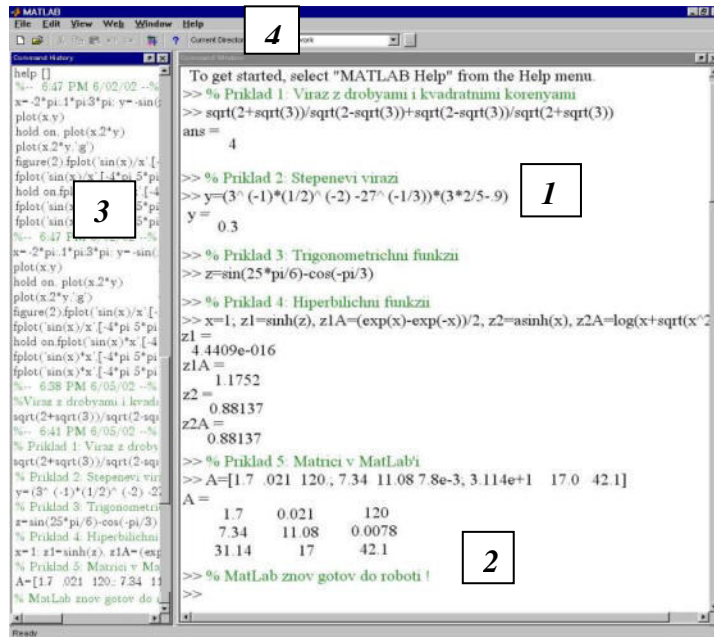 MATLAB
File Edit View Web Window Help
Current Directory: work
4
Command History
help []
%-- 6:47 PM 6/02/02 --%
x=-2*pi:.1*pi:3*pi; y=-sin(
plot(x,y)
hold on, plot(x,2*y)
plot(x,2*y,'g')
figure(2),fplot('sin(x)/x',[-
fplot('sin(x)/x',[-4*pi 5*pi
hold on,fp [-4
fplot('sin( 5*pi
fplot('sin( 5*pi
3
%-- 6:47 PM 6/02/02 --%
x=-2*pi:.1*pi:3*pi; y=-sin(
plot(x,y)
hold on, plot(x,2*y)
plot(x,2*y,'g')
figure(2),fplot('sin(x)/x',[-
fplot('sin(x)/x',[-4*pi 5*pi
hold on,fplot('sin(x)*x',[-4
fplot('sin(x)*x',[-4*pi 5*pi
fplot('sin(x)*x',[-4*pi 5*pi
%-- 6:38 PM 6/05/02 --%
%Viraz z drobyami i kvad
sqrt(2+sqrt(3))/sqrt(2-sq
%-- 6:41 PM 6/05/02 --%
% Priklad 1: Viraz z droby
sqrt(2+sqrt(3))/sqrt(2-sq
% Priklad 2: Stepenevi vir
y=(3^ (-1)*(1/2)^ (-2) -27
% Priklad 3: Trigonometri
z=sin(25*pi/6)-cos(-pi/3)
% Priklad 4: Hiperbilichni
x=1; z1=sinh(z), z1A=(exp
% Priklad 5: Matrici v Ma
A=[1.7 .021 120.; 7.34 11
% MatLab znov gotov do
To get started, select "MATLAB Help" from the Help menu.
>> % Priklad 1: Viraz z drobyami i kvadratnimi korenyami
>> sqrt(2+sqrt(3))/sqrt(2-sqrt(3))+sqrt(2-sqrt(3))/sqrt(2+sqrt(3))
ans =
4
>> % Priklad 2: Stepenevi virazi
>> y=(3^ (-1)*(1/2)^ (-2) -27^ (-1/3))*(3*2/5-.9)
1
y =
0.3
>> % Priklad 3: Trigonometrichni funkzii
>> z=sin(25*pi/6)-cos(-pi/3)
>> % Priklad 4: Hiperbilichni funkzii
>> x=1; z1=sinh(z), z1A=(exp(x)-exp(-x))/2, z2=asinh(x), z2A=log(x+sqrt(x^2
z1 =
4.4409e-016
z1A =
1.1752
z2 =
0.88137
z2A =
0.88137
>> % Priklad 5: Matrici v MatLab'i
>> A=[1.7 .021 120.; 7.34 11.08 7.8e-3, 3.114e+1 17.0 42.1]
A =
1.7 0.021 120
7.34 11.08 0.0078
31.14 17 42.1
2
>> % MatLab znov gotov do roboti !
>>
Ready